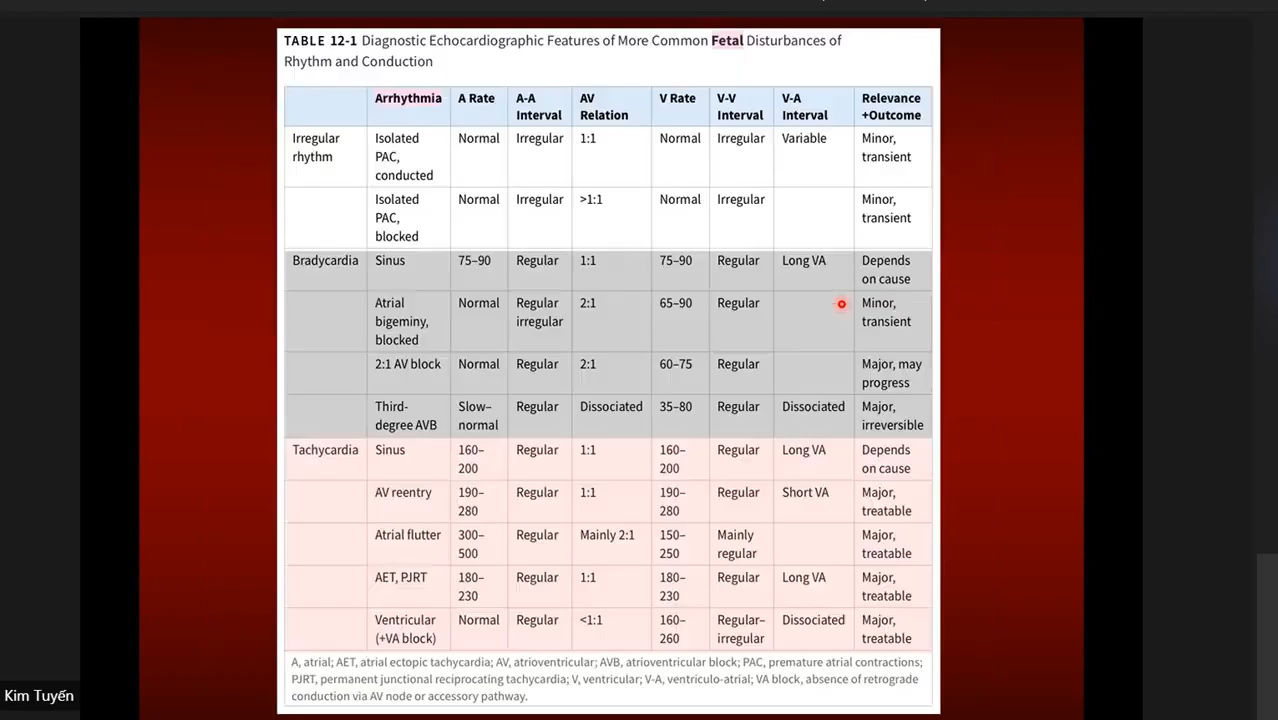 TABLE 12-1 Diagnostic Echocardiographic Features of More Common Fetal Disturbances of
Rhythm and Conduction
Arrhythmia A Rate A-A Interval AV Relation V Rate V-V Interval V-A Interval Relevance +Outcome
Irregular rhythm Isolated PAC, conducted Normal Irregular 1:1 Normal Irregular Variable Minor, transient
Isolated PAC, blocked Normal Irregular >1:1 Normal Irregular Minor, transient
Bradycardia Sinus 75–90 Regular 1:1 75–90 Regular Long VA Depends on cause
Atrial bigeminy, blocked Normal Regular irregular 2:1 65–90 Regular Minor, transient
2:1 AV block Normal Regular 2:1 60–75 Regular Major, may progress
Third-degree AVB Slow–normal Regular Dissociated 35–80 Regular Dissociated Major, irreversible
Tachycardia Sinus 160–200 Regular 1:1 160–200 Regular Long VA Depends on cause
AV reentry 190–280 Regular 1:1 190–280 Regular Short VA Major, treatable
Atrial flutter 300–500 Regular Mainly 2:1 150–250 Mainly regular Major, treatable
AET, PJRT 180–230 Regular 1:1 180–230 Regular Long VA Major, treatable
Ventricular (+VA block) Normal Regular <1:1 160–260 Regular–irregular Dissociated Major, treatable
A, atrial; AET, atrial ectopic tachycardia; AV, atrioventricular; AVB, atrioventricular block; PAC, premature atrial contractions;
PJRT, permanent junctional reciprocating tachycardia; V, ventricular; V-A, ventriculo-atrial; VA block, absence of retrograde
conduction via AV node or accessory pathway.
Kim Tuyến